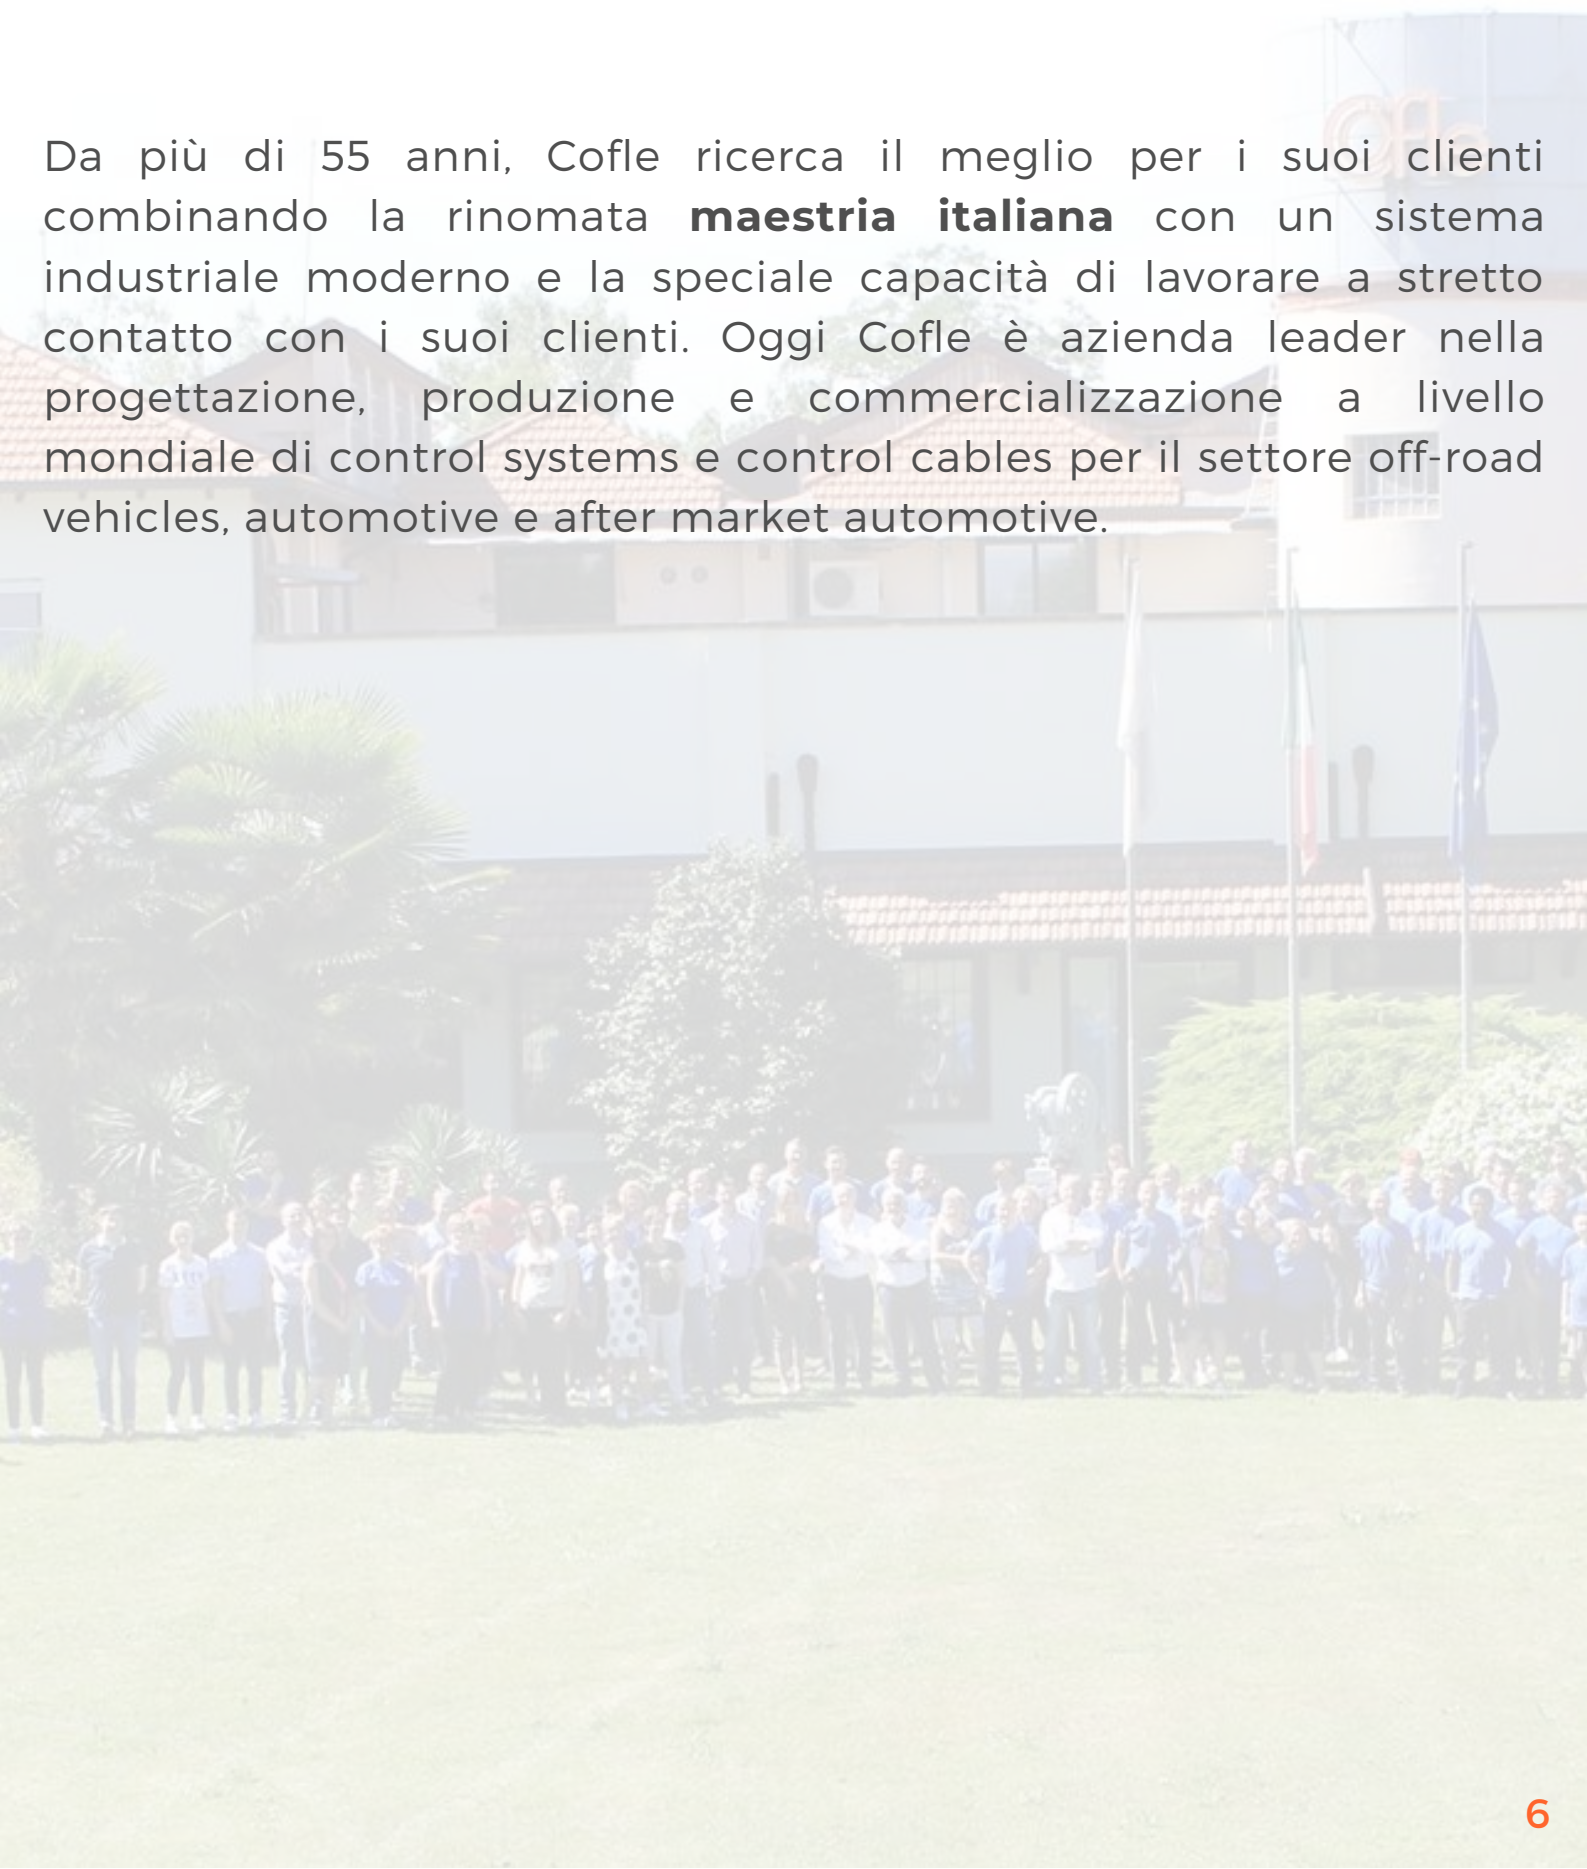 Cofle
Da più di 55 anni, Cofle ricerca il meglio per i suoi clienti
combinando la rinomata maestria italiana con un sistema
industriale moderno e la speciale capacità di lavorare a stretto
contatto con i suoi clienti. Oggi Cofle è azienda leader nella
progettazione, produzione e commercializzazione a livello
mondiale di control systems e control cables per il settore off-road
vehicles, automotive e after market automotive.
6